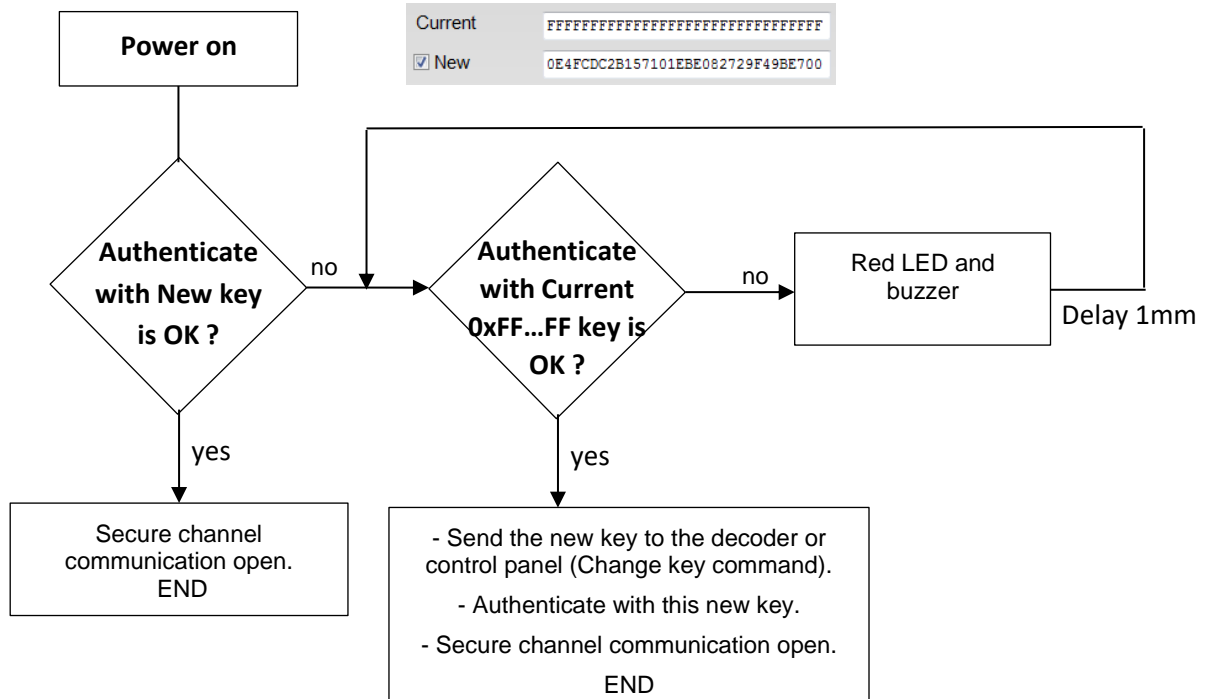 Power on
Current FFFFFFFFFFFFFFFFFFFFFFFFFFFFFFFF
New 0E4FCDC2B157101EBE082729F49BE700
Authenticate
with New key
is OK ?
no
Authenticate
with Current
0xFF...FF key is
OK ?
no
Red LED and
buzzer
Delay 1mm
yes
yes
Secure channel
communication open.
END
- Send the new key to the decoder or
control panel (Change key command).
- Authenticate with this new key.
- Secure channel communication open.
END